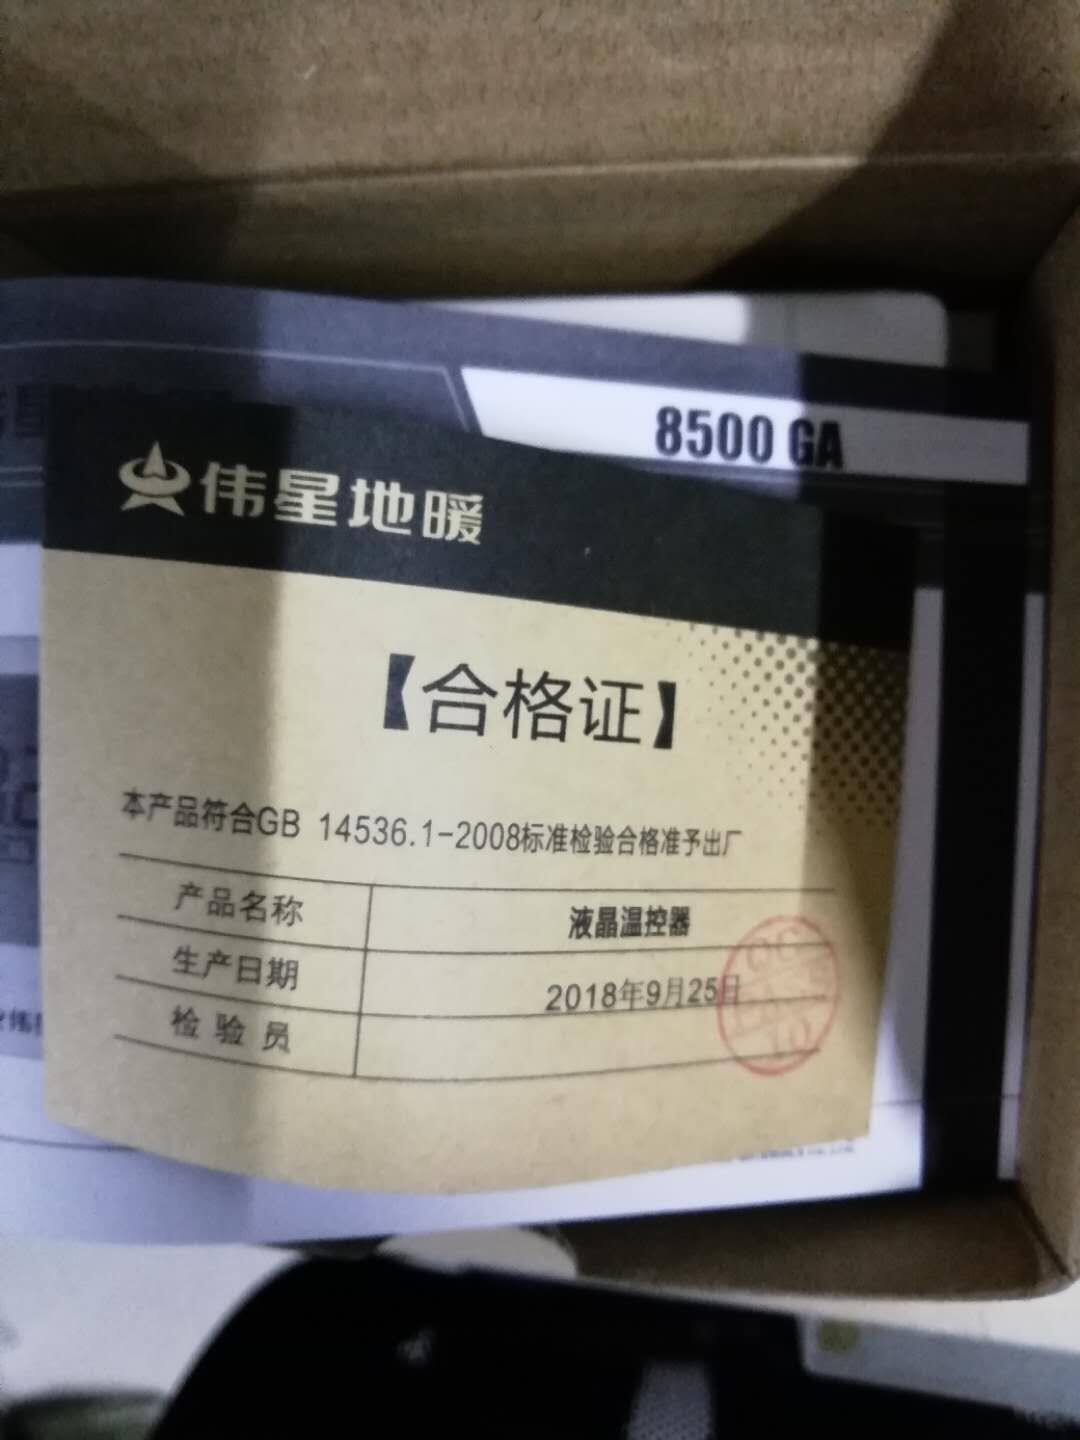 8500 GA
伟星地暖
【合格证】
本产品符合GB 14536.1-2008标准检验合格准予出厂
产品名称 液晶温控器
生产日期 2018年9月25日
检验员